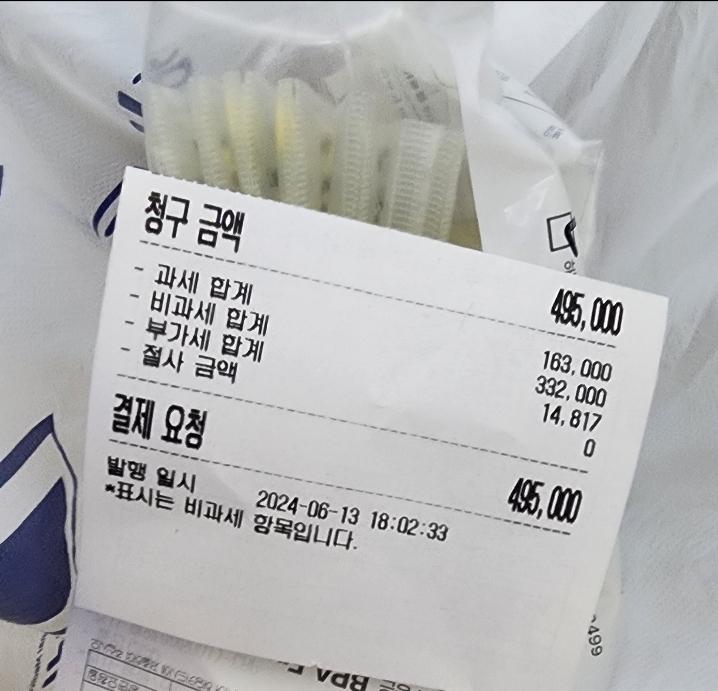 청구 금액 495,000
- 과세 합계 163,000
- 비과세 합계 332,000
- 부가세 합계 14,817
- 절사 금액 0
결제 요청 495,000
발행 일시 2024-06-13 18:02:33
*표시는 비과세 항목입니다.
499
BPA F